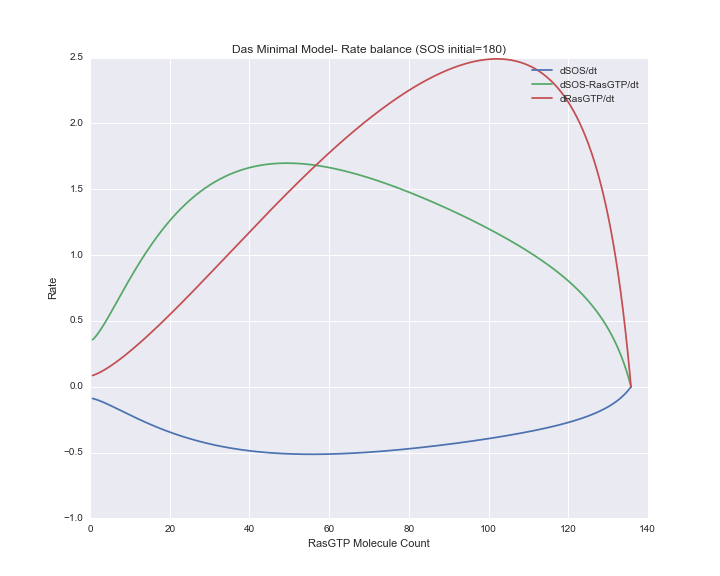 Das Minimal Model- Rate balance (SOS initial=180)
dSOS/dt
dSOS-RasGTP/dt
dRasGTP/dt
2.5
2.0
1.5
1.0
0.5
0.0
−0.5
−1.0
Rate
0 20 40 60 80 100 120 140
RasGTP Molecule Count